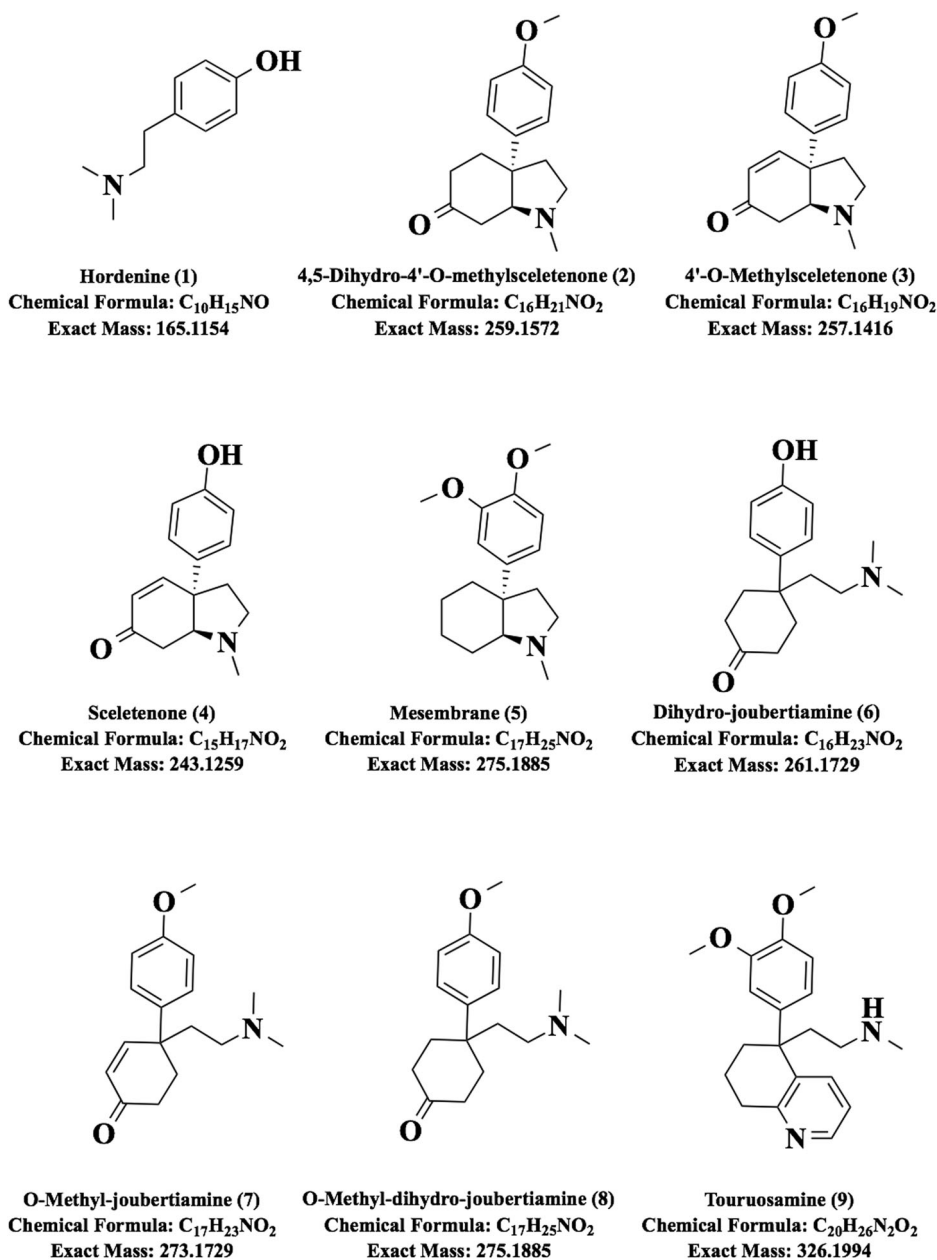 OH
N
Hordenine (1)
Chemical Formula: C₁₀H₁₅NO
Exact Mass: 165.1154
O
O
N
4,5-Dihydro-4'-O-methylsceletenone (2)
Chemical Formula: C₁₆H₂₁NO₂
Exact Mass: 259.1572
O
O
N
4'-O-Methylsceletenone (3)
Chemical Formula: C₁₆H₁₉NO₂
Exact Mass: 257.1416
OH
O
N
Sceletenone (4)
Chemical Formula: C₁₅H₁₇NO₂
Exact Mass: 243.1259
O
O
N
Mesembrane (5)
Chemical Formula: C₁₇H₂₅NO₂
Exact Mass: 275.1885
OH
N
O
Dihydro-joubertiamine (6)
Chemical Formula: C₁₆H₂₃NO₂
Exact Mass: 261.1729
O
N
O
O-Methyl-joubertiamine (7)
Chemical Formula: C₁₇H₂₃NO₂
Exact Mass: 273.1729
O
N
O
O-Methyl-dihydro-joubertiamine (8)
Chemical Formula: C₁₇H₂₅NO₂
Exact Mass: 275.1885
O
O
H
N
N
Touruosamine (9)
Chemical Formula: C₂₀H₂₆N₂O₂
Exact Mass: 326.1994